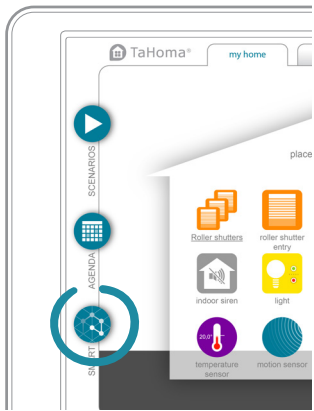 TaHoma®
my home
SCENARIOS
AGENDA
SMART
place
Roller shutters
roller shutter
entry
indoor siren
light
20,0°
temperature
sensor
motion sensor